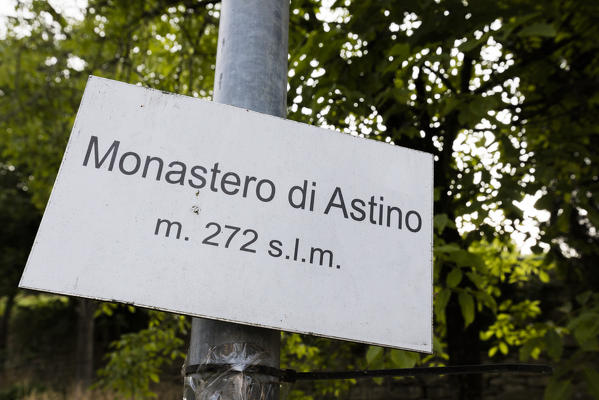 Monastero di Astino
m. 272 s.l.m.